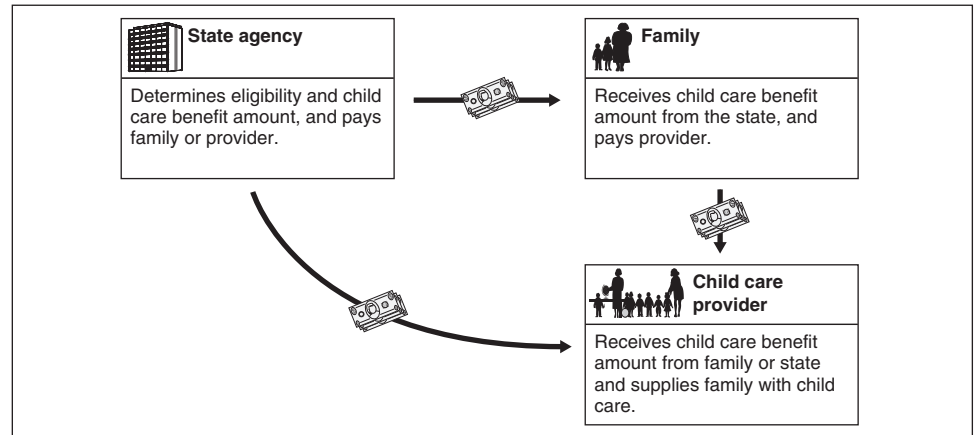 State agency
Determines eligibility and child
care benefit amount, and pays
family or provider.
Family
Receives child care benefit
amount from the state, and
pays provider.
Child care
provider
Receives child care benefit
amount from family or state
and supplies family with child
care.